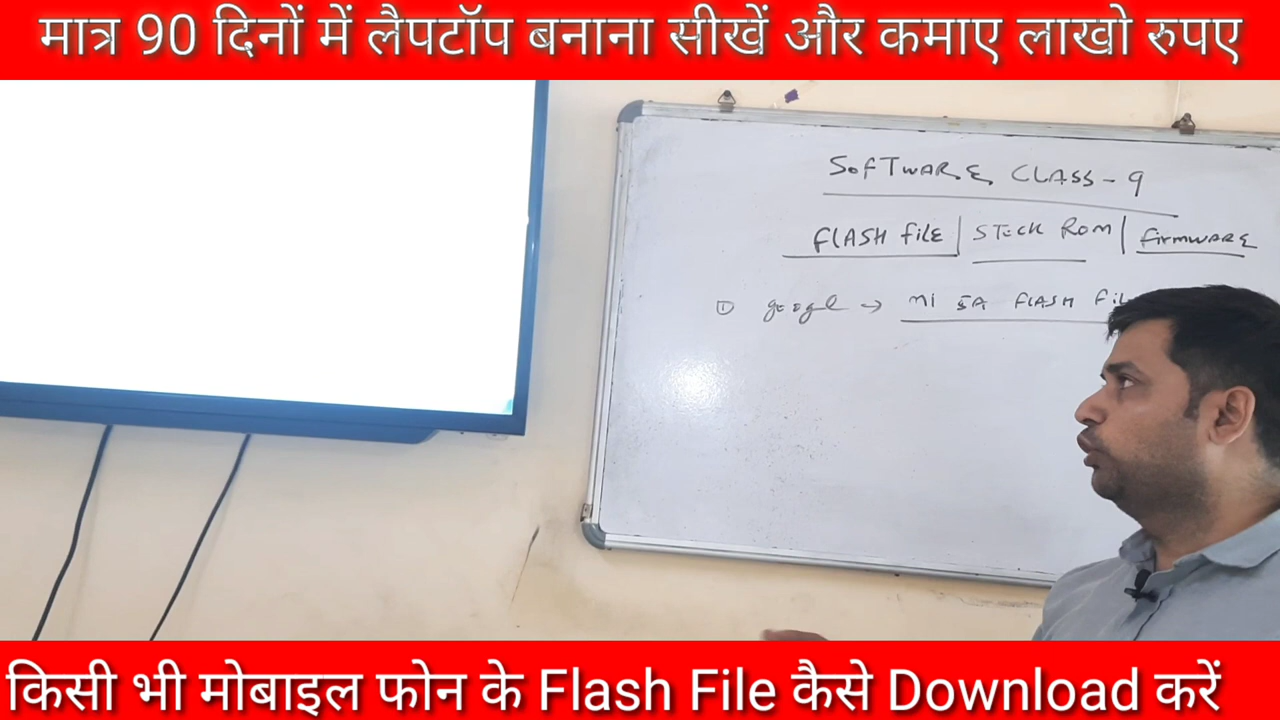 मात्र 90 दिनों में लैपटॉप बनाना सीखें और कमाए लाखो रुपए
SOFTWARE CLASS-9
FLASH FILE | STOCK ROM | FIRMWARE
① google → MI 5A FLASH FIL
किसी भी मोबाइल फोन के Flash File कैसे Download करें